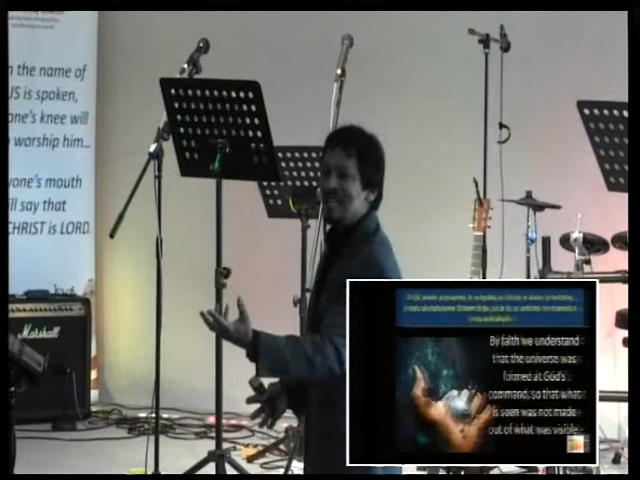 n the name of
US is spoken,
one's knee will
worship him...
yone's mouth
ll say that
CHRIST is LORD.
Marshall
By faith we understand
that the universe was
formed at God's
command, so that what
is seen was not made
out of what was visible